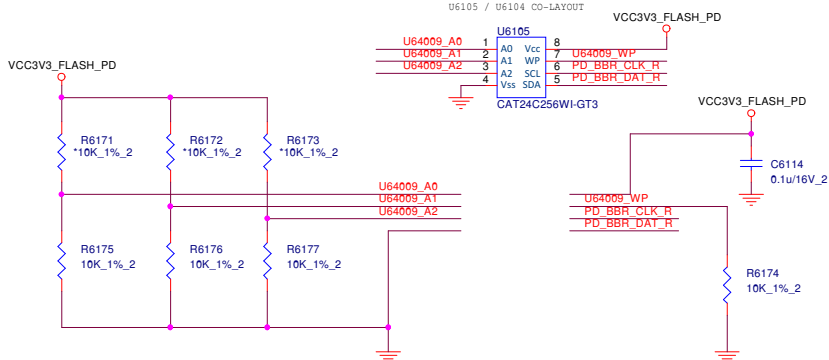 U6105 / U6104 CO-LAYOUT
VCC3V3_FLASH_PD
U6105
U64009_A0 1 A0 Vcc 8
U64009_A1 2 A1 WP 7 U64009_WP
U64009_A2 3 A2 SCL 6 PD_BBR_CLK_R
4 Vss SDA 5 PD_BBR_DAT_R
CAT24C256WI-GT3
VCC3V3_FLASH_PD
VCC3V3_FLASH_PD
R6171 R6172 R6173
*10K_1%_2 *10K_1%_2 *10K_1%_2
C6114
0.1u/16V_2
U64009_A0
U64009_A1 U64009_WP
U64009_A2 PD_BBR_CLK_R
PD_BBR_DAT_R
R6175 R6176 R6177
10K_1%_2 10K_1%_2 10K_1%_2
R6174
10K_1%_2